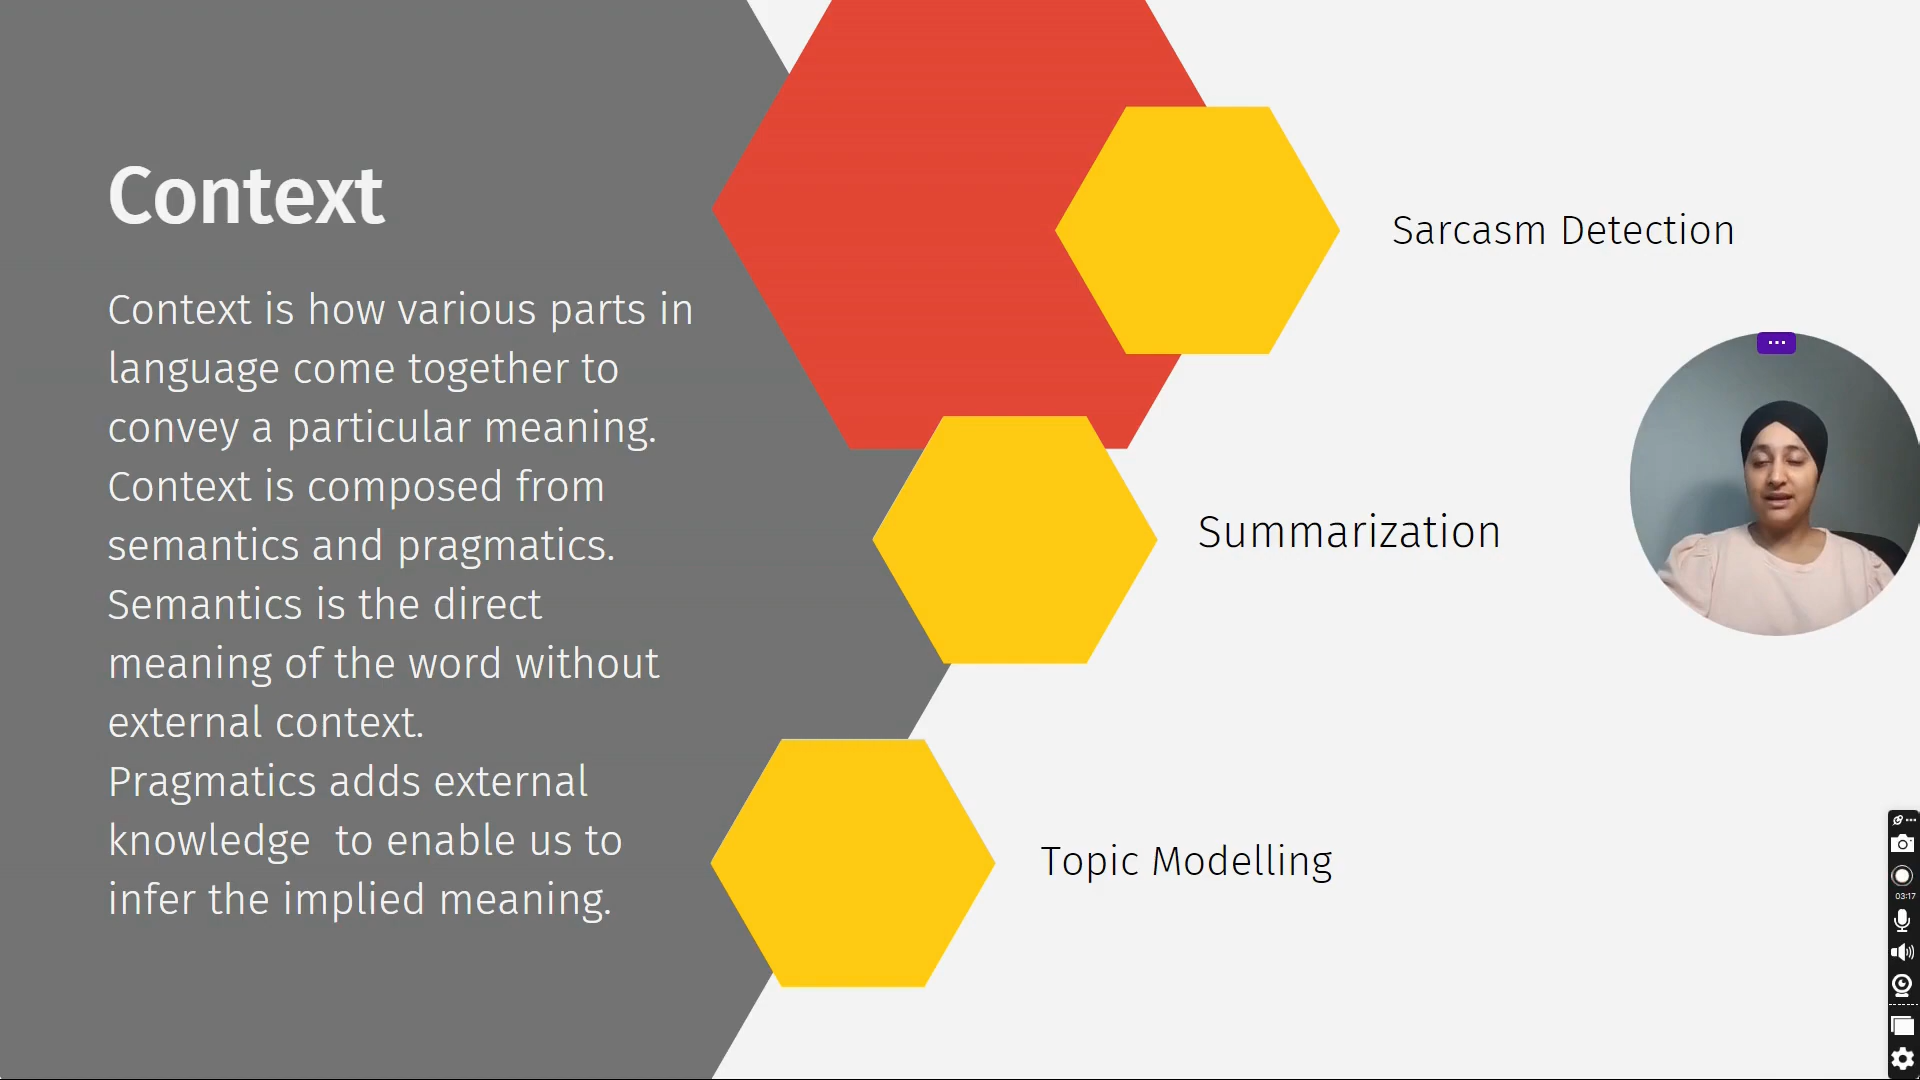 Context
Context is how various parts in
language come together to
convey a particular meaning.
Context is composed from
semantics and pragmatics.
Semantics is the direct
meaning of the word without
external context.
Pragmatics adds external
knowledge  to enable us to
infer the implied meaning.
Sarcasm Detection
Summarization
Topic Modelling
03:17